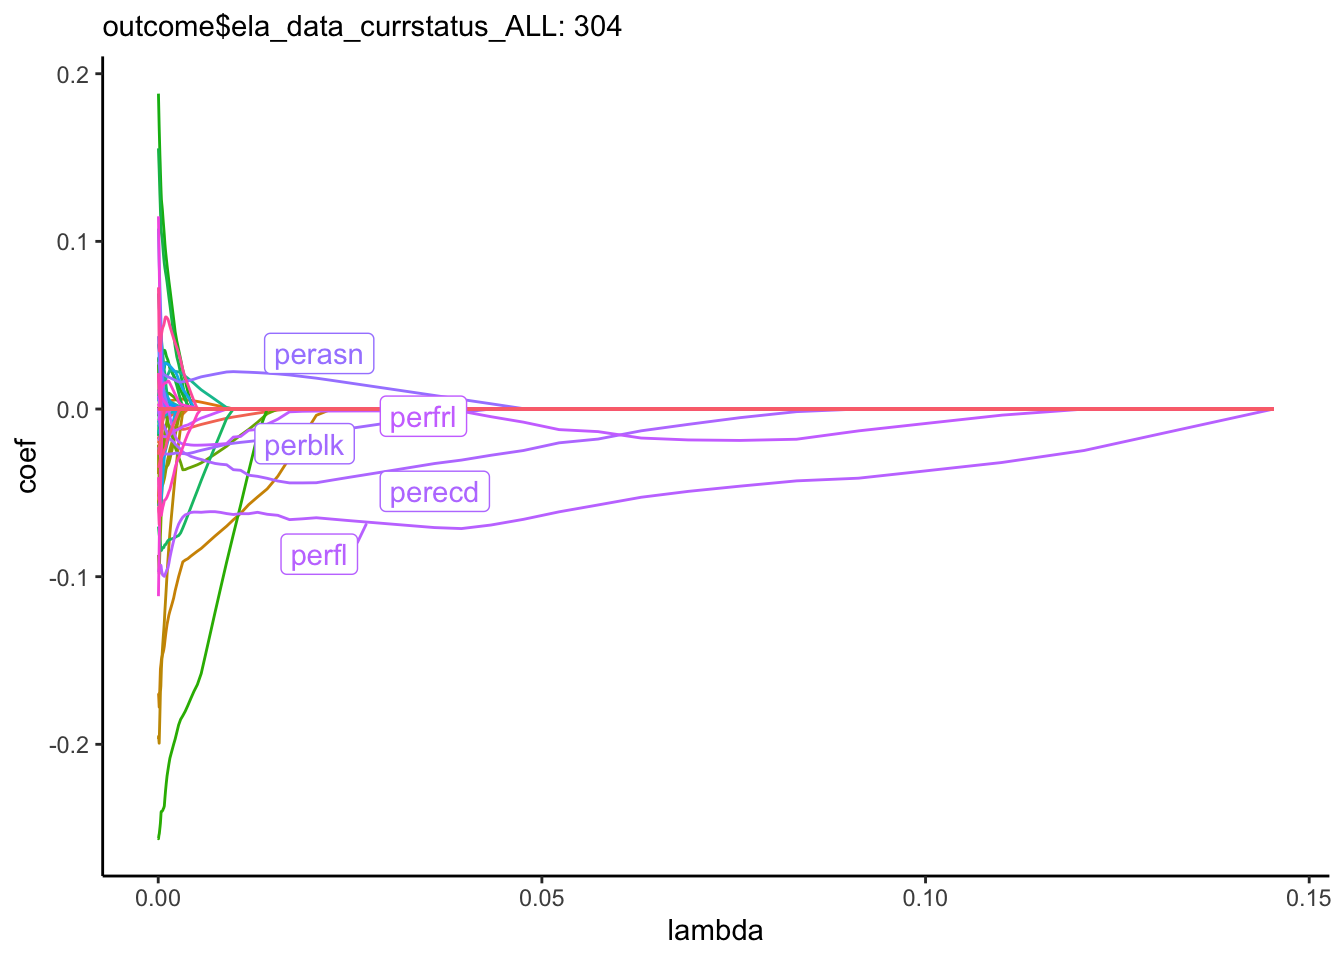 outcome$ela_data_currstatus_ALL: 304
0.2
0.1
0.0
-0.1
-0.2
coef
perasn
perfrl
perblk
perecd
perfl
0.00
0.05
0.10
0.15
lambda